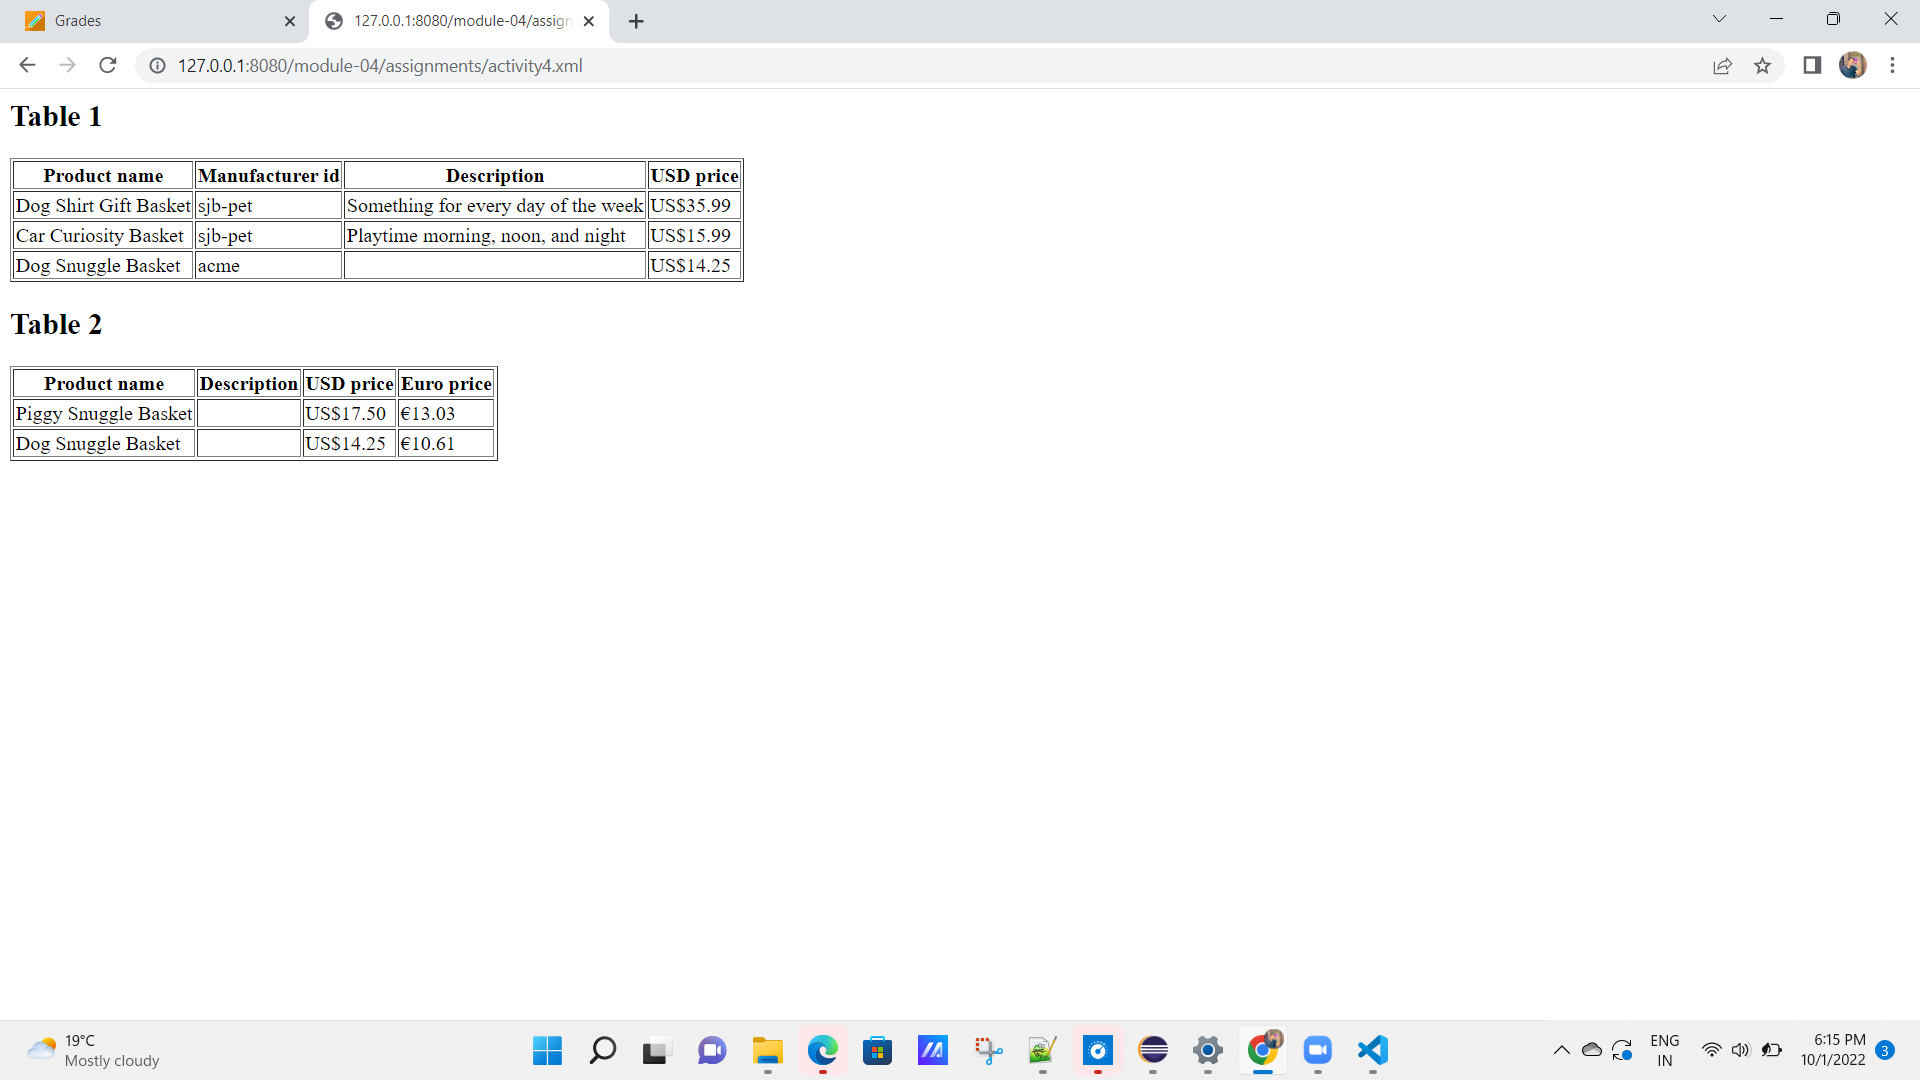 Grades
127.0.0.1:8080/module-04/assign
127.0.0.1:8080/module-04/assignments/activity4.xml
Table 1
Product name Manufacturer id Description USD price
Dog Shirt Gift Basket sjb-pet Something for every day of the week US$35.99
Car Curiosity Basket sjb-pet Playtime morning, noon, and night US$15.99
Dog Snuggle Basket acme US$14.25
Table 2
Product name Description USD price Euro price
Piggy Snuggle Basket US$17.50 €13.03
Dog Snuggle Basket US$14.25 €10.61
19°C
Mostly cloudy
ENG
IN
6:15 PM
10/1/2022
3